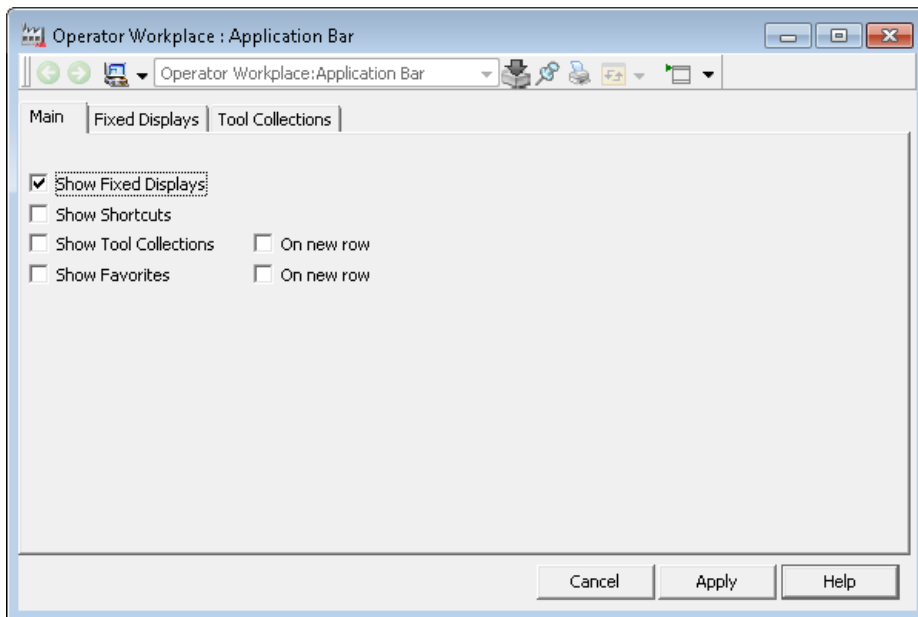 Operator Workplace : Application Bar
Operator Workplace:Application Bar
Main Fixed Displays Tool Collections
Show Fixed Displays
Show Shortcuts
Show Tool Collections On new row
Show Favorites On new row
Cancel Apply Help